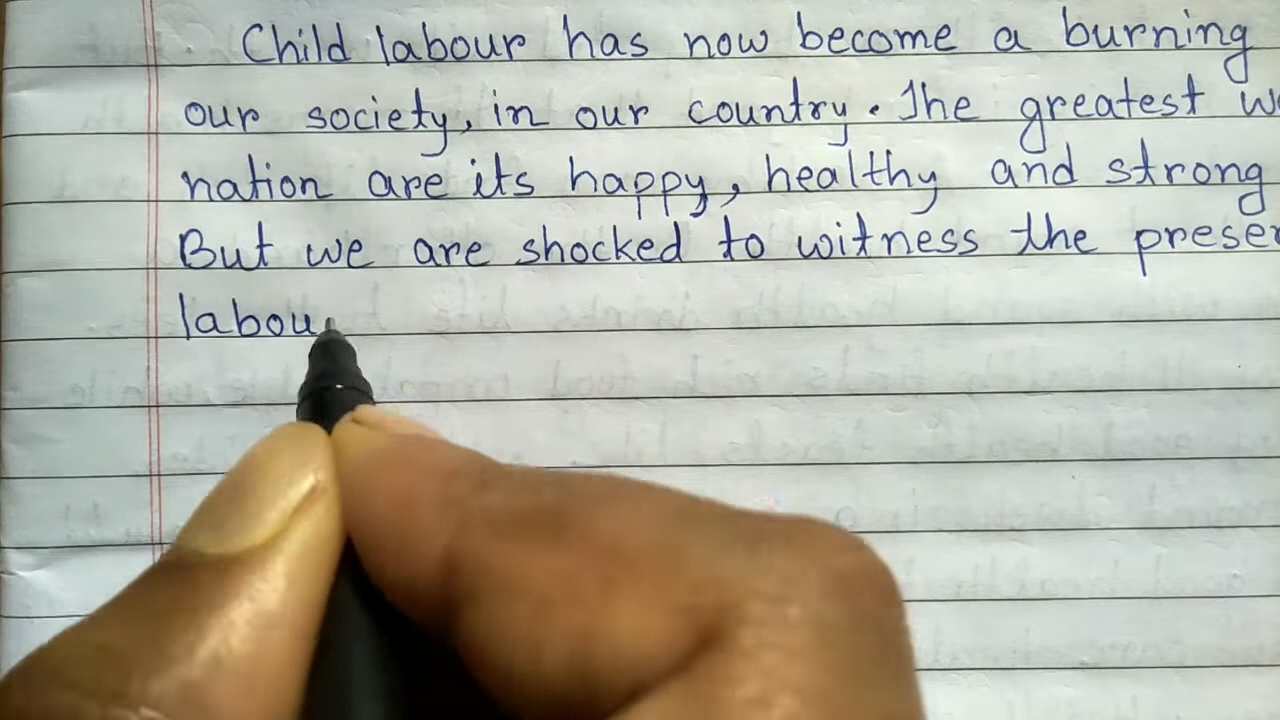 Child labour has now become a burning
our society, in our country. The greatest
nation are its happy, healthy and strong
But we are shocked to witness the
labou